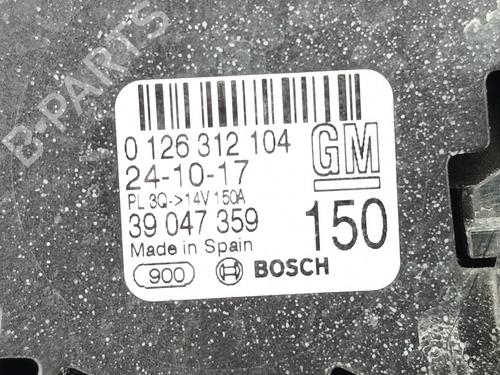 B-PARTS
0 126 312 104
24-10-17
GM
PL 3Q->14V 150A
39 047 359
150
Made in Spain
900 BOSCH